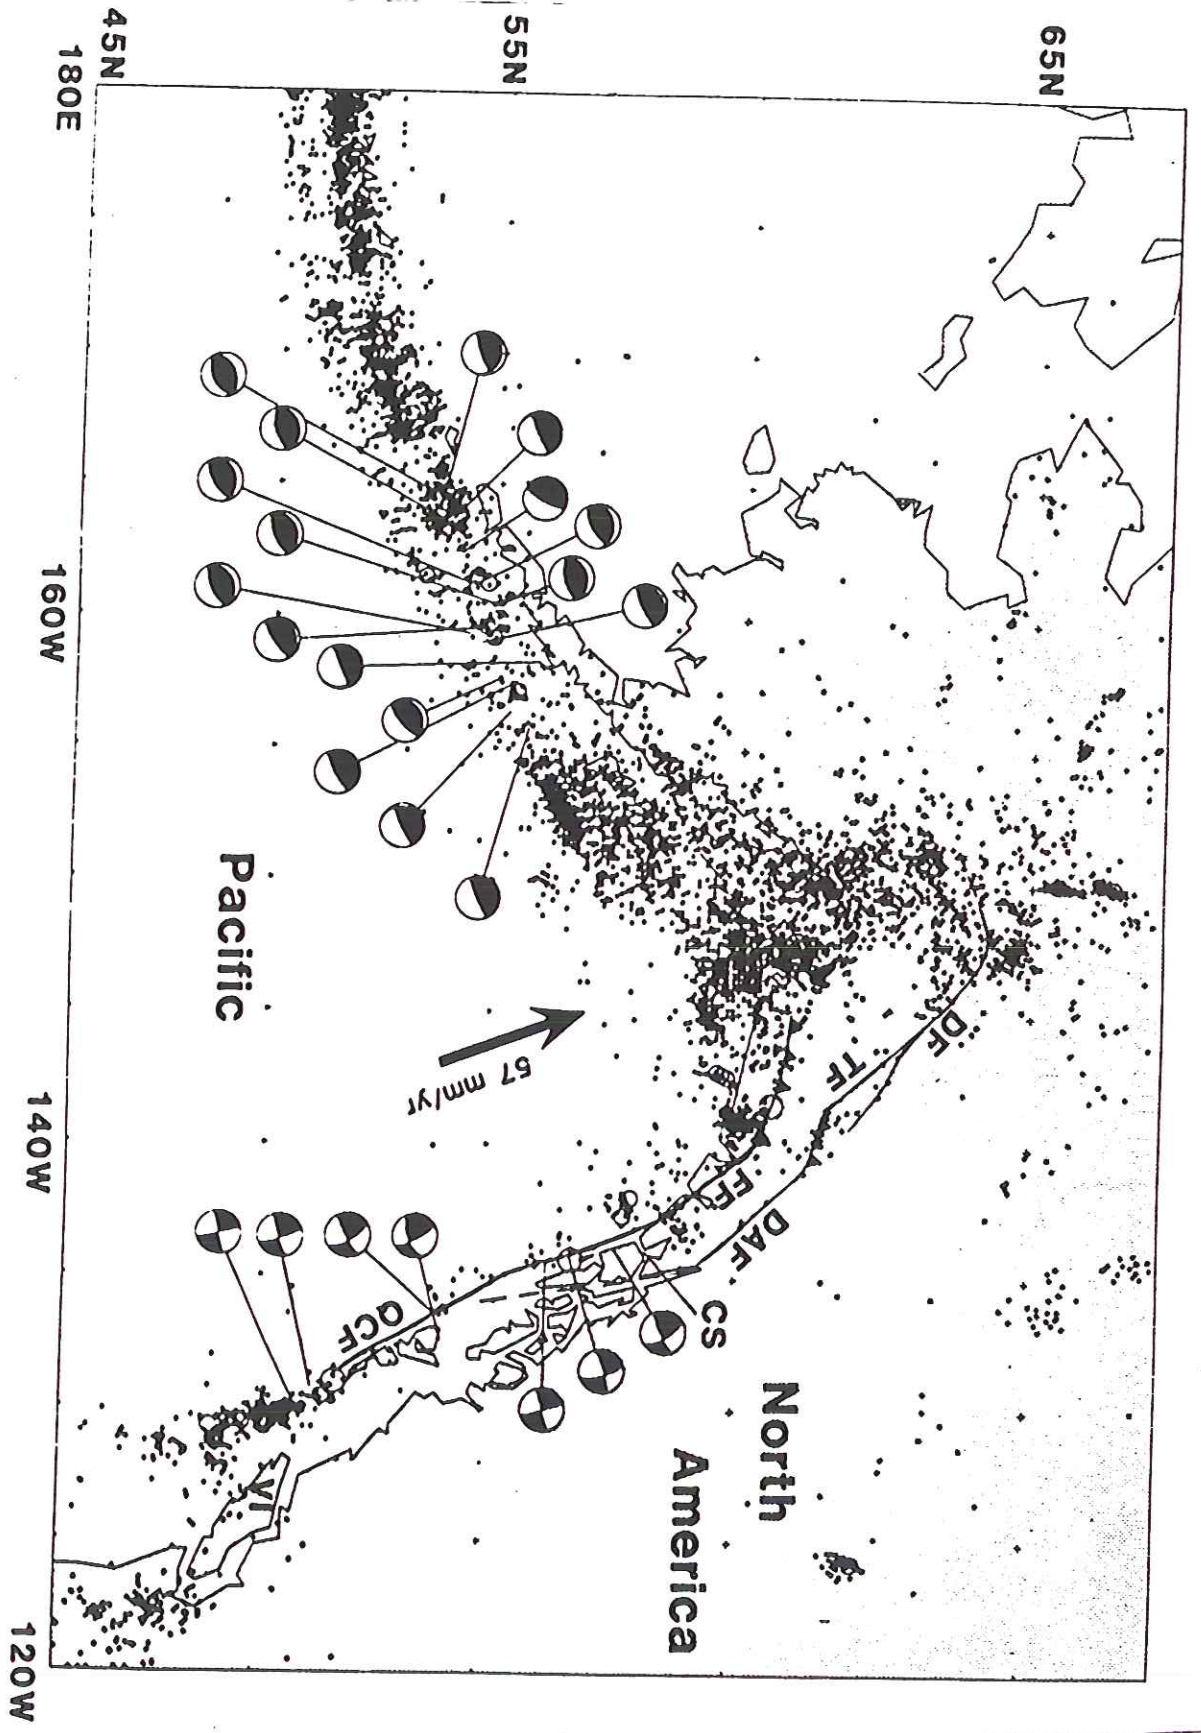 65N
55N
45N
180E
160W
140W
120W
Pacific
57 mm/yr
DF
TF
FF
DAF
CS
QCF
VI
North
America